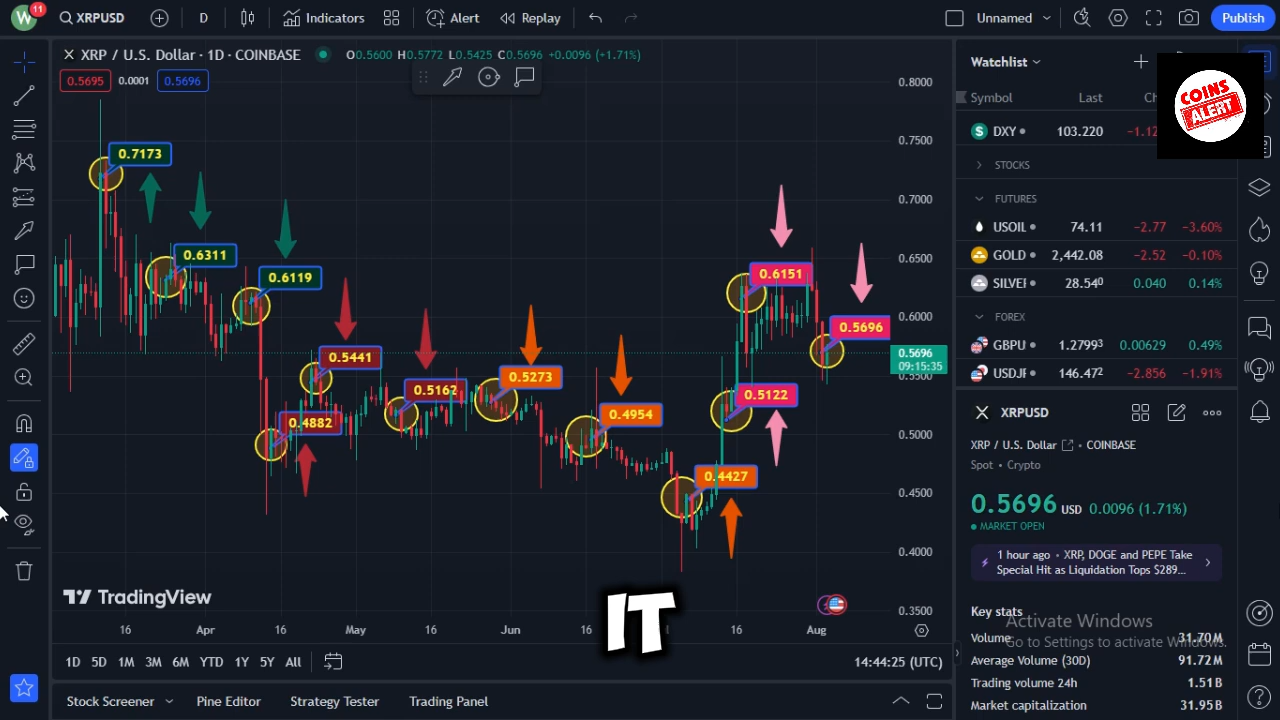 W 11 XRPUSD D Indicators Alert Replay Unnamed Publish
XRP / U.S. Dollar · 1D · COINBASE O0.5600 H0.5772 L0.5425 C0.5696 +0.0096 (+1.71%)
0.5695 0.0001 0.5696
0.7173
0.6311
0.6119
0.5441
0.4882
0.5162
0.5273
0.4954
0.4427
0.6151
0.5122
0.5696
0.8000
0.7500
0.7000
0.6500
0.6000
0.5696
09:15:35
0.5500
0.5000
0.4500
0.4000
0.3500
TradingView
IT
16 Apr 16 May 16 Jun 16 16 Aug
1D 5D 1M 3M 6M YTD 1Y 5Y All 14:44:25 (UTC)
Stock Screener Pine Editor Strategy Tester Trading Panel
Watchlist
COINS
ALERT
Symbol Last
DXY 103.220
STOCKS
FUTURES
USOIL 74.11 −2.77 −3.60%
GOLD 2,442.08 −2.52 −0.10%
SILVEI 28.540 0.040 0.14%
FOREX
GBPU 1.27993 0.00629 0.49%
USDJF 146.472 −2.856 −1.91%
XRPUSD
XRP / U.S. Dollar • COINBASE
Spot • Crypto
0.5696 USD 0.0096 (1.71%)
MARKET OPEN
1 hour ago • XRP, DOGE and PEPE Take
Special Hit as Liquidation Tops $289...
Key stats
Activate Windows
Go to Settings to activate Windows.
Volume 31.70M
Average Volume (30D) 91.72M
Trading volume 24h 1.51B
Market capitalization 31.95B